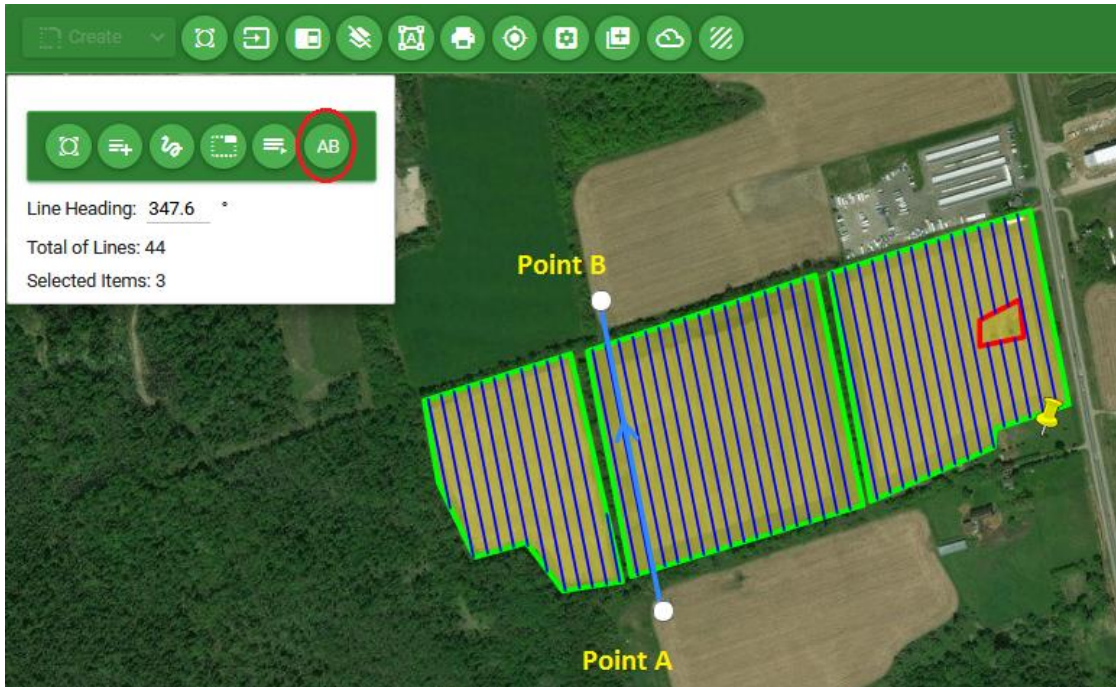 Create
AB
Line Heading: 347.6 °
Total of Lines: 44
Selected Items: 3
Point B
Point A